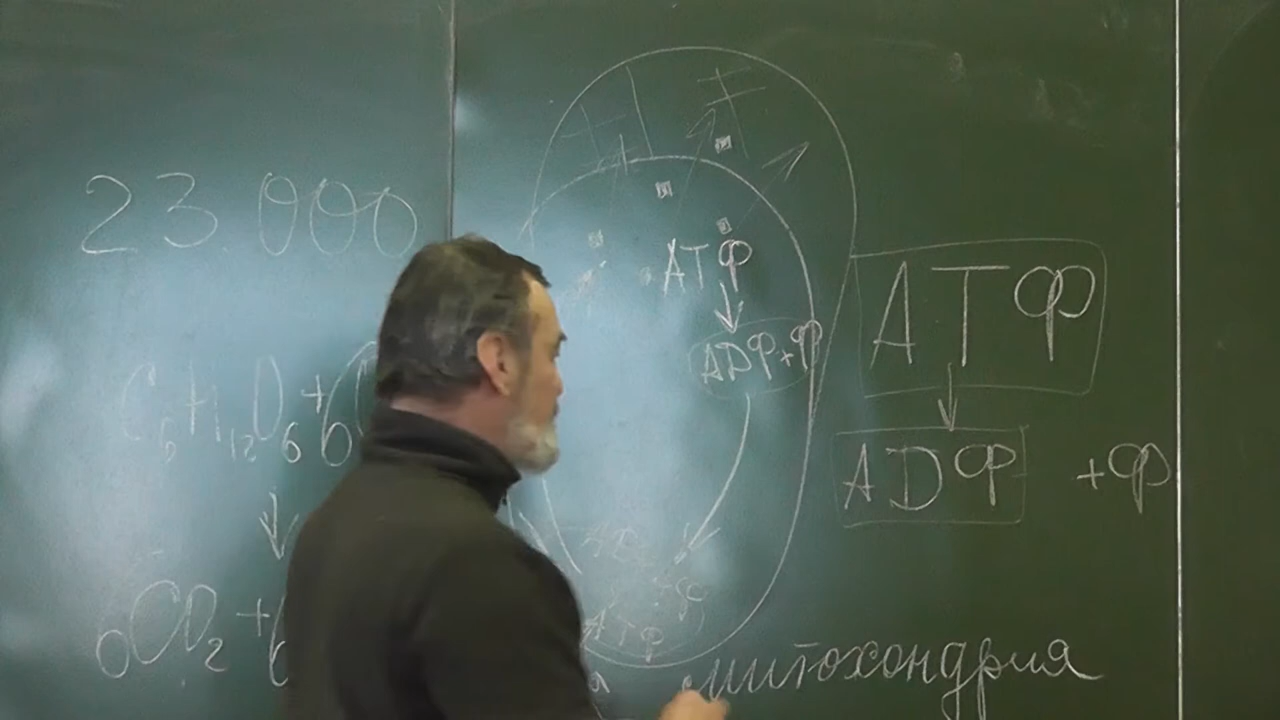 23.000
АТФ
АТФ
АДФ+Ф
C6H12O6+6
АДФ +Ф
АТФ
6CO2+6
митохондрия